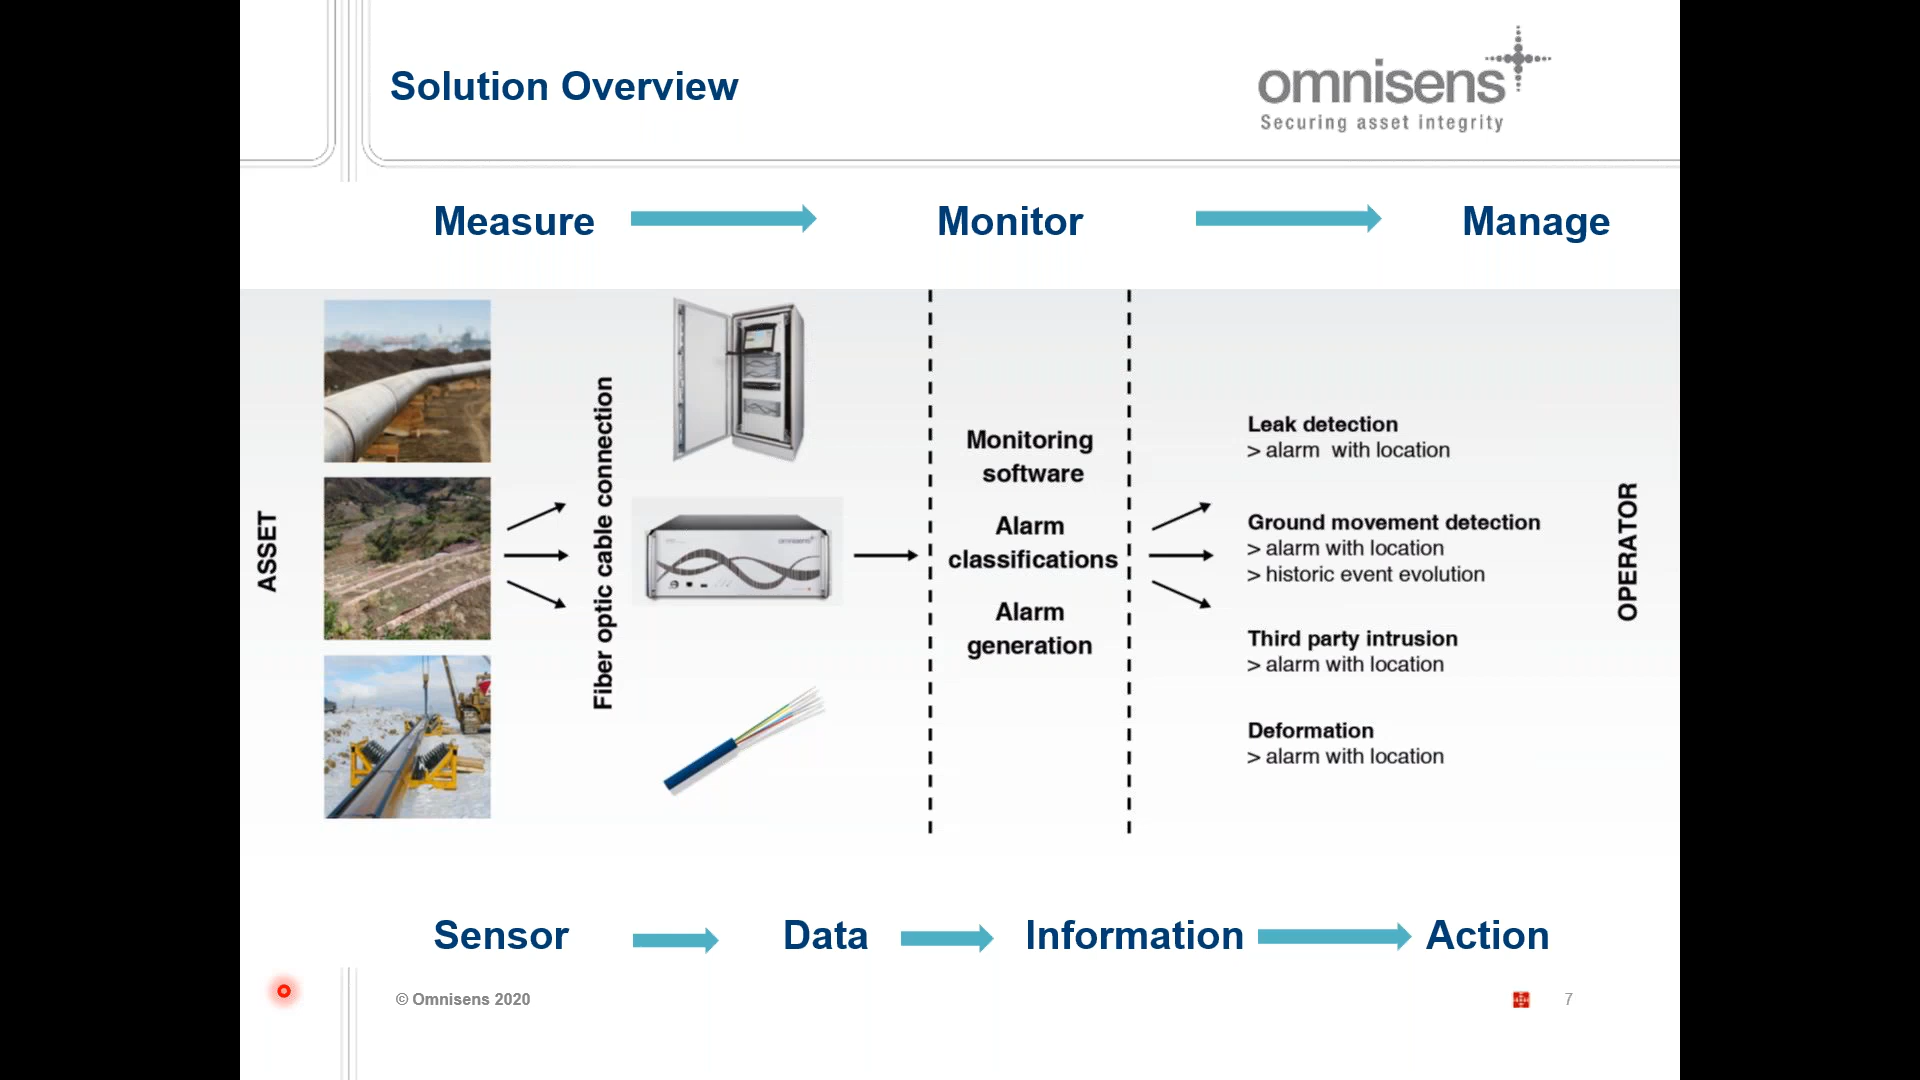 Solution Overview
omnisens
Securing asset integrity
Measure
Monitor
Manage
ASSET
Fiber optic cable connection
omnisens
Monitoring
software
Alarm
classifications
Alarm
generation
Leak detection
> alarm with location
Ground movement detection
> alarm with location
> historic event evolution
Third party intrusion
> alarm with location
Deformation
> alarm with location
OPERATOR
Sensor
Data
Information
Action
© Omnisens 2020
7